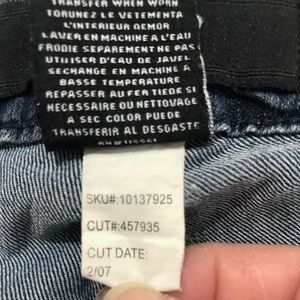 TRANSFER WHEN WORN
TORUNEZ LE VETEMENTA
L'INTERIEUR DEMOR
LAVER EN MACHINE A L'EAU
FRODIE SEPAREMENT NE PAS
UTILISER D'EAU DE JAVEL
SECHANGE EN MACHINE A
BASSE TEMPERATURE
REPASSER AU FER TIEDE SI
NECESSAIRE OU NETTOYAGE
A SEC COLOR PUEDE
TRANSFERIR AL DESGASTE
SKU#:10137925
CUT#:457935
CUT DATE:
2/07